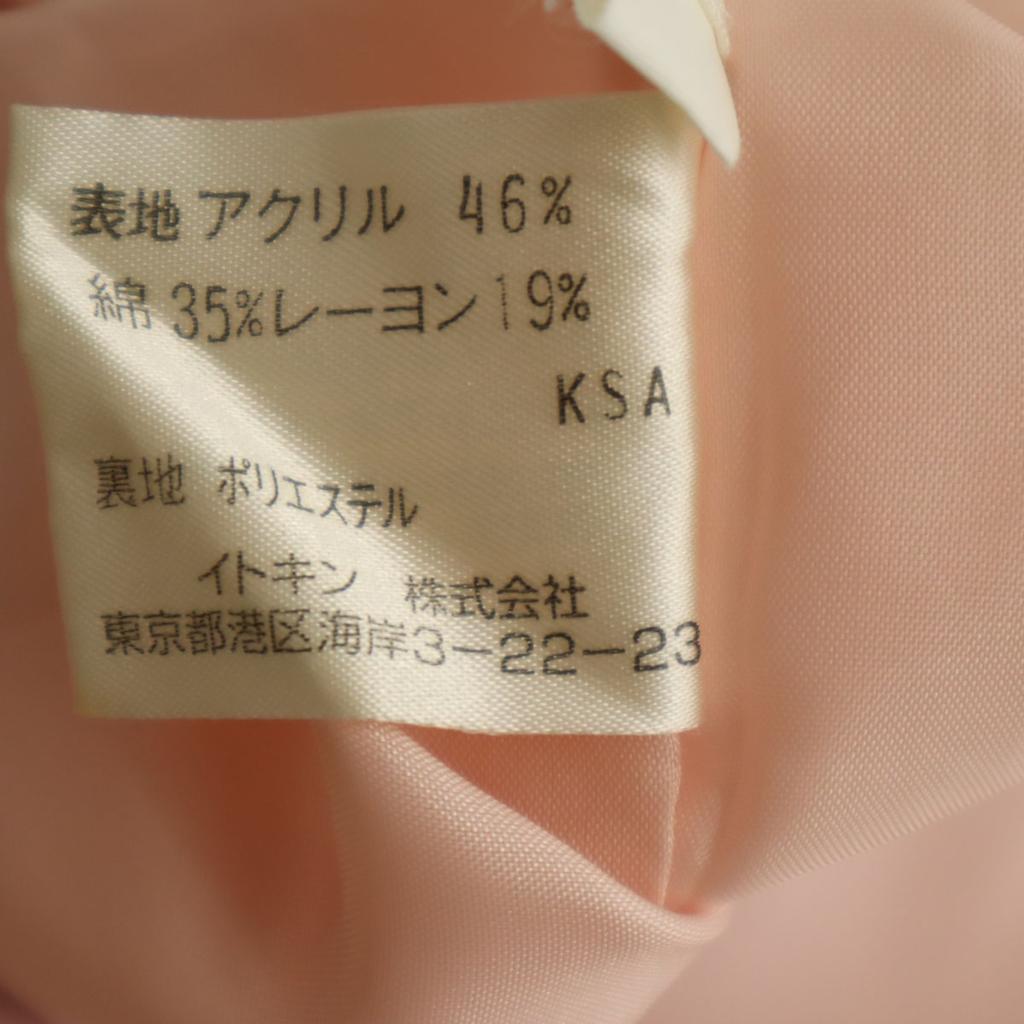 表地 アクリル 46%
綿 35%レーヨン19%
KSA
裏地 ポリエステル
イトキン 株式会社
東京都港区海岸3-22-23